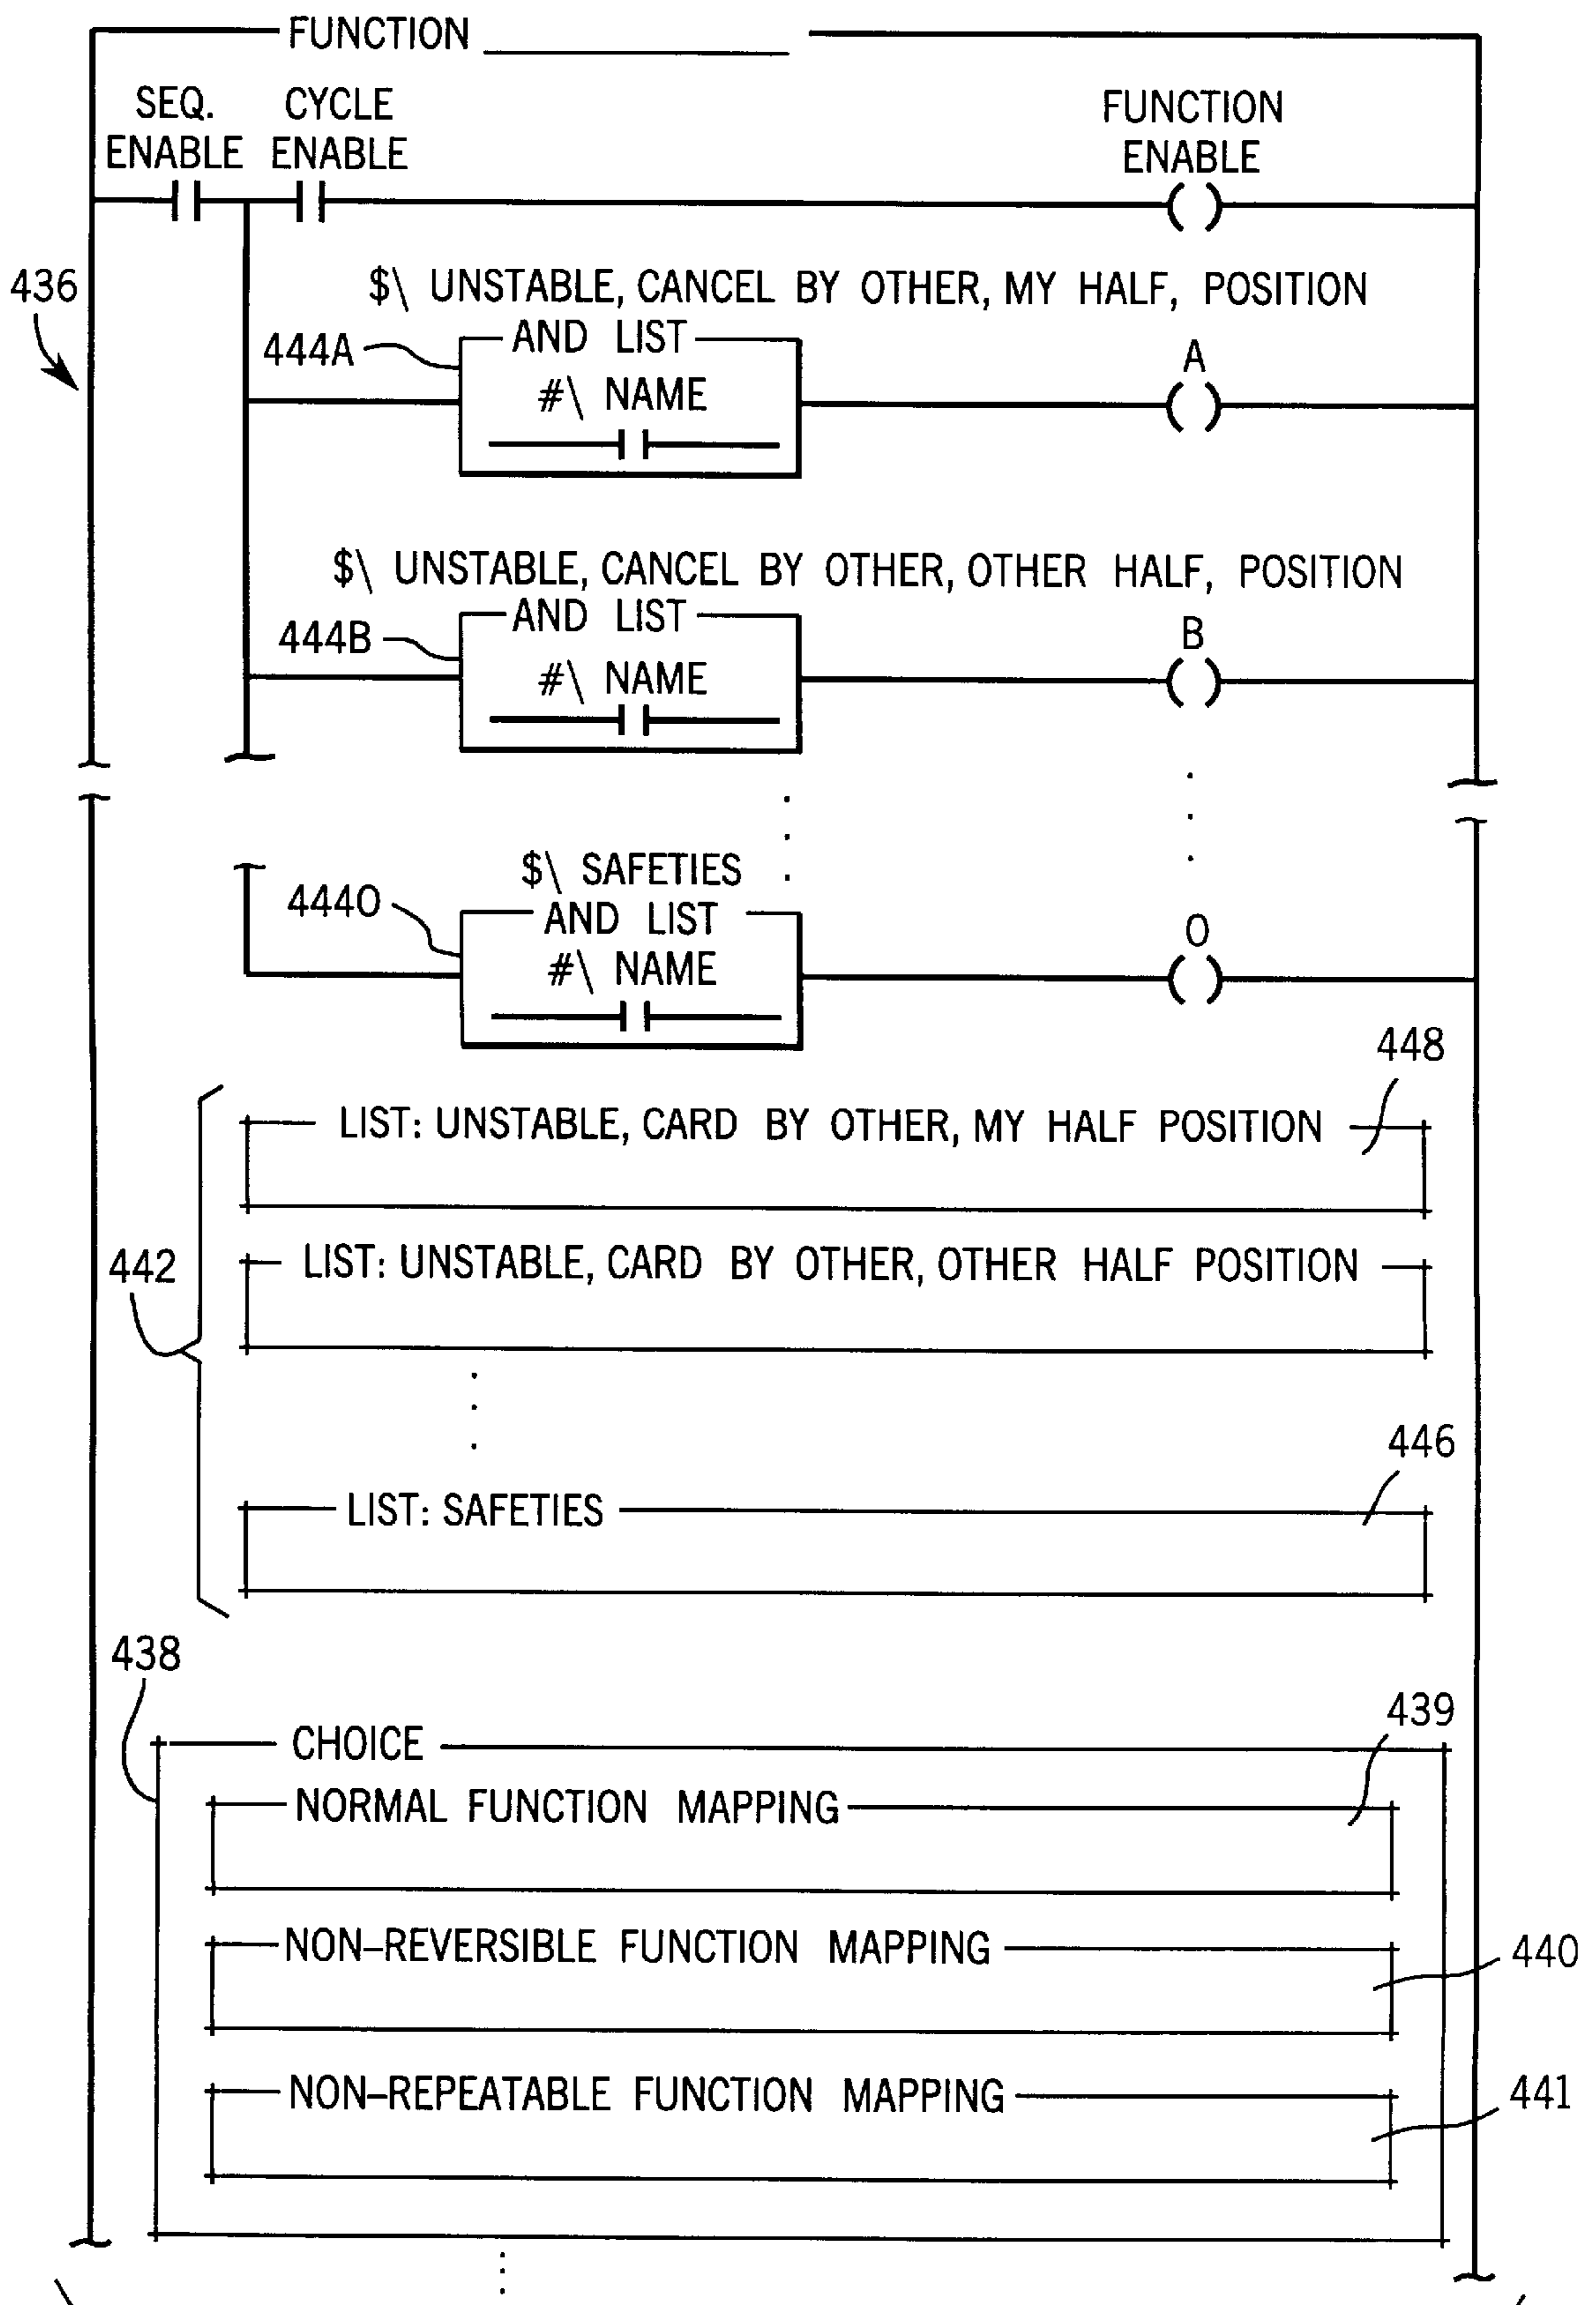 FUNCTION
SEQ. ENABLE
CYCLE ENABLE
FUNCTION ENABLE
436
$\ UNSTABLE, CANCEL BY OTHER, MY HALF, POSITION
444A
AND LIST
A
#\ NAME
$\ UNSTABLE, CANCEL BY OTHER, OTHER HALF, POSITION
444B
AND LIST
B
#\ NAME
$\ SAFETIES
444O
AND LIST
O
#\ NAME
448
LIST: UNSTABLE, CARD BY OTHER, MY HALF POSITION
442
LIST: UNSTABLE, CARD BY OTHER, OTHER HALF POSITION
446
LIST: SAFETIES
438
439
CHOICE
NORMAL FUNCTION MAPPING
NON-REVERSIBLE FUNCTION MAPPING
440
NON-REPEATABLE FUNCTION MAPPING
441